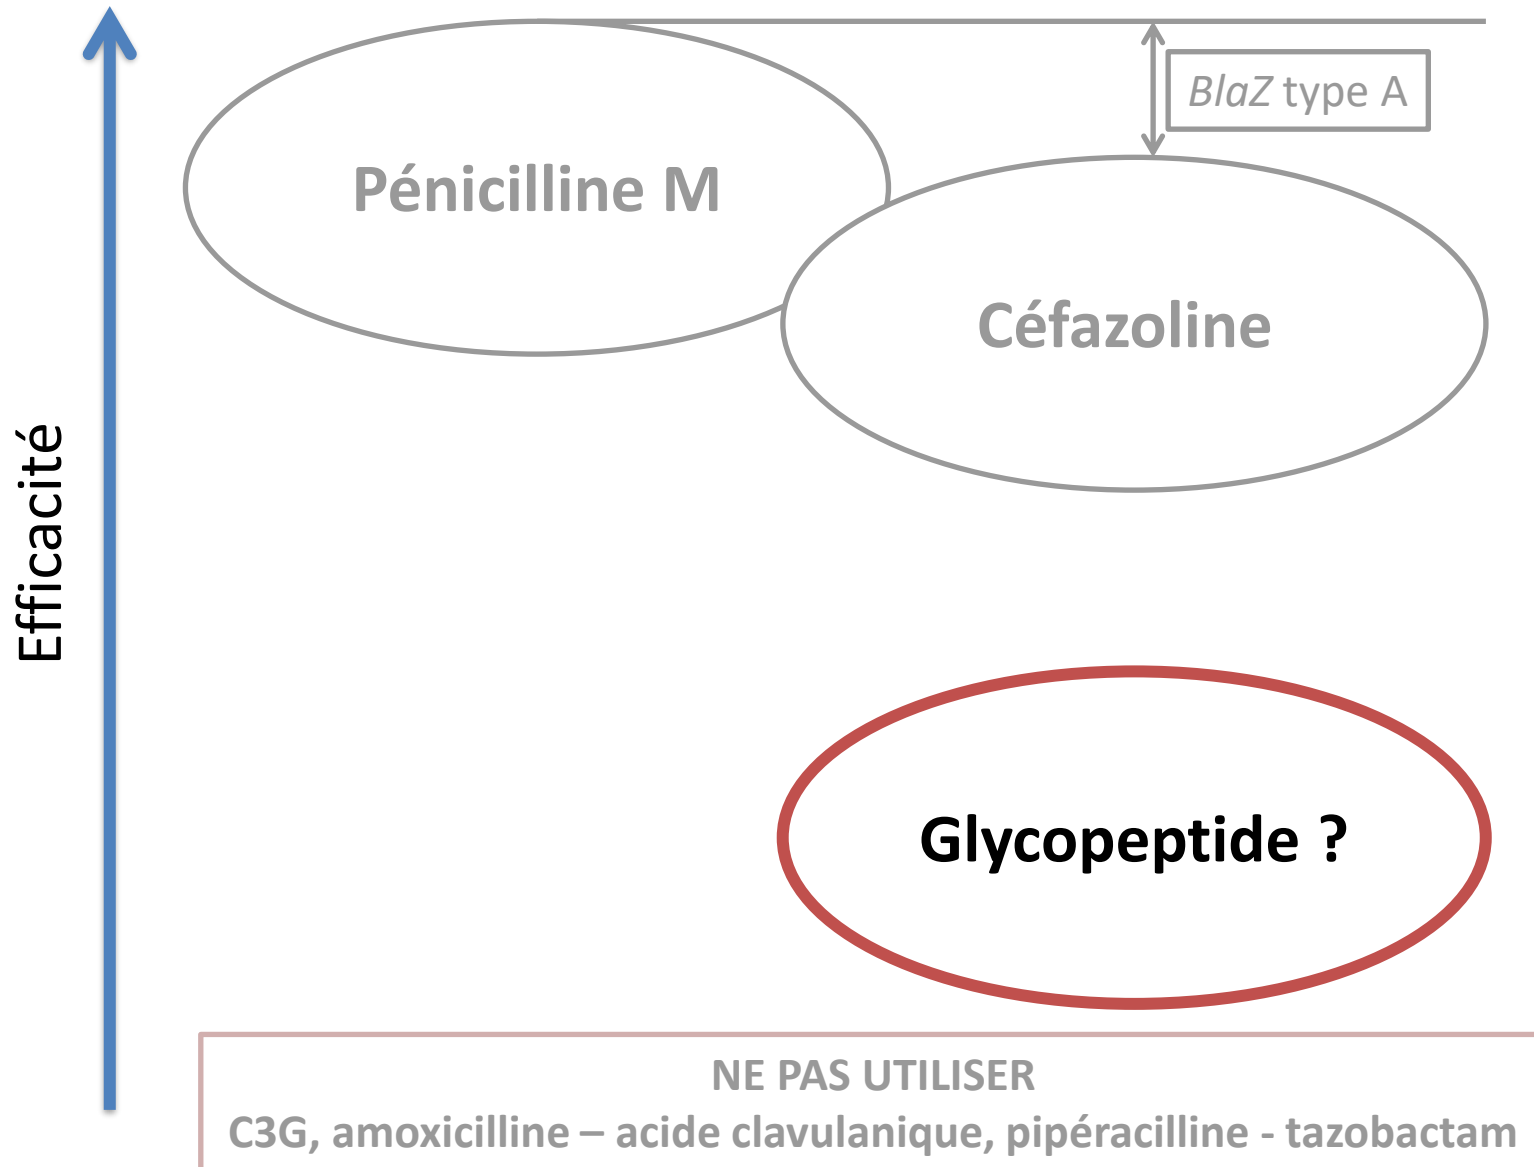 BlaZ type A
Pénicilline M
Céfazoline
Efficacité
Glycopeptide ?
NE PAS UTILISER
C3G, amoxicilline – acide clavulanique, pipéracilline - tazobactam